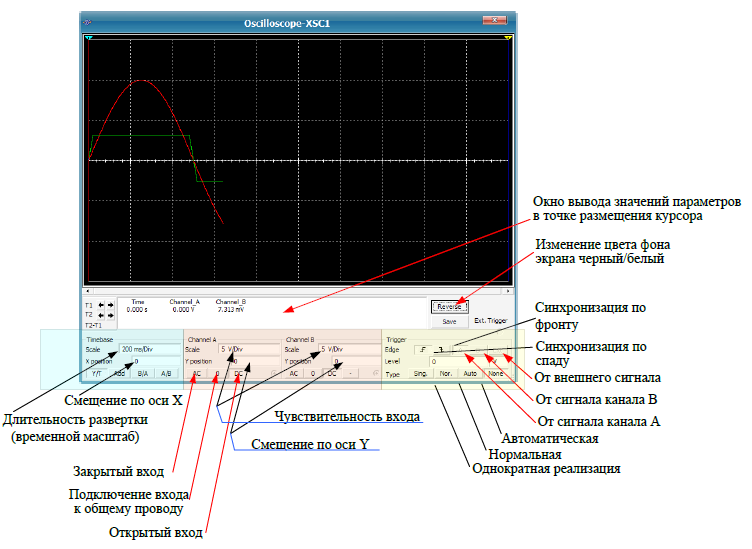 Oscilloscope-XSC1
Окно вывода значений параметров
в точке размещения курсора
Изменение цвета фона
экрана черный/белый
T1
T2
T2-T1
Time
0.000 s
Channel_A
0.000 V
Channel_B
7.313 mV
Reverse
Save
Ext. Trigger
Timebase
Scale 200 ms/Div
X position 0
Y/T Add B/A A/B
Channel A
Scale 5 V/Div
Y position 0
AC 0 DC
Channel B
Scale 5 V/Div
Y position 0
AC 0 DC -
Trigger
Edge
Level 0 V
Type Sing. Nor. Auto None
Синхронизация по
фронту
Синхронизация по
спаду
От внешнего сигнала
От сигнала канала В
От сигнала канала А
Автоматическая
Нормальная
Однократная реализация
Смещение по оси X
Длительность развертки
(временной масштаб)
Чувствительность входа
Смещение по оси Y
Закрытый вход
Подключение входа
к общему проводу
Открытый вход